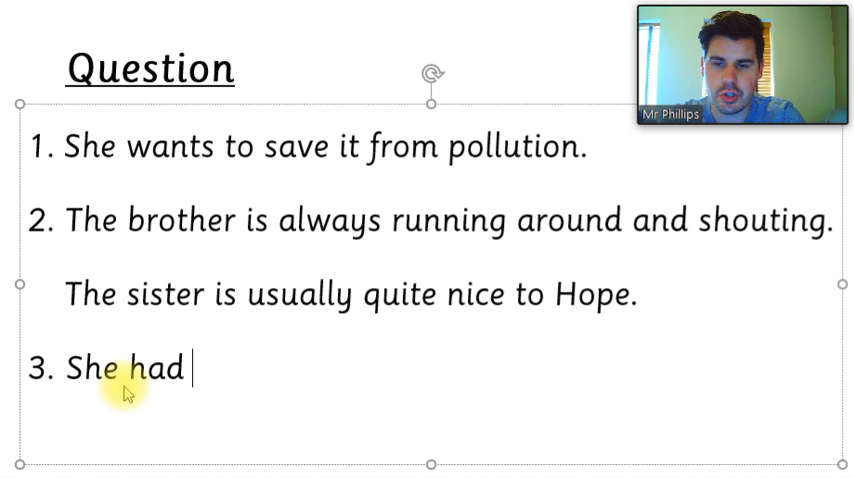 Question
Mr Phillips
1. She wants to save it from pollution.
2. The brother is always running around and shouting.
The sister is usually quite nice to Hope.
3. She had